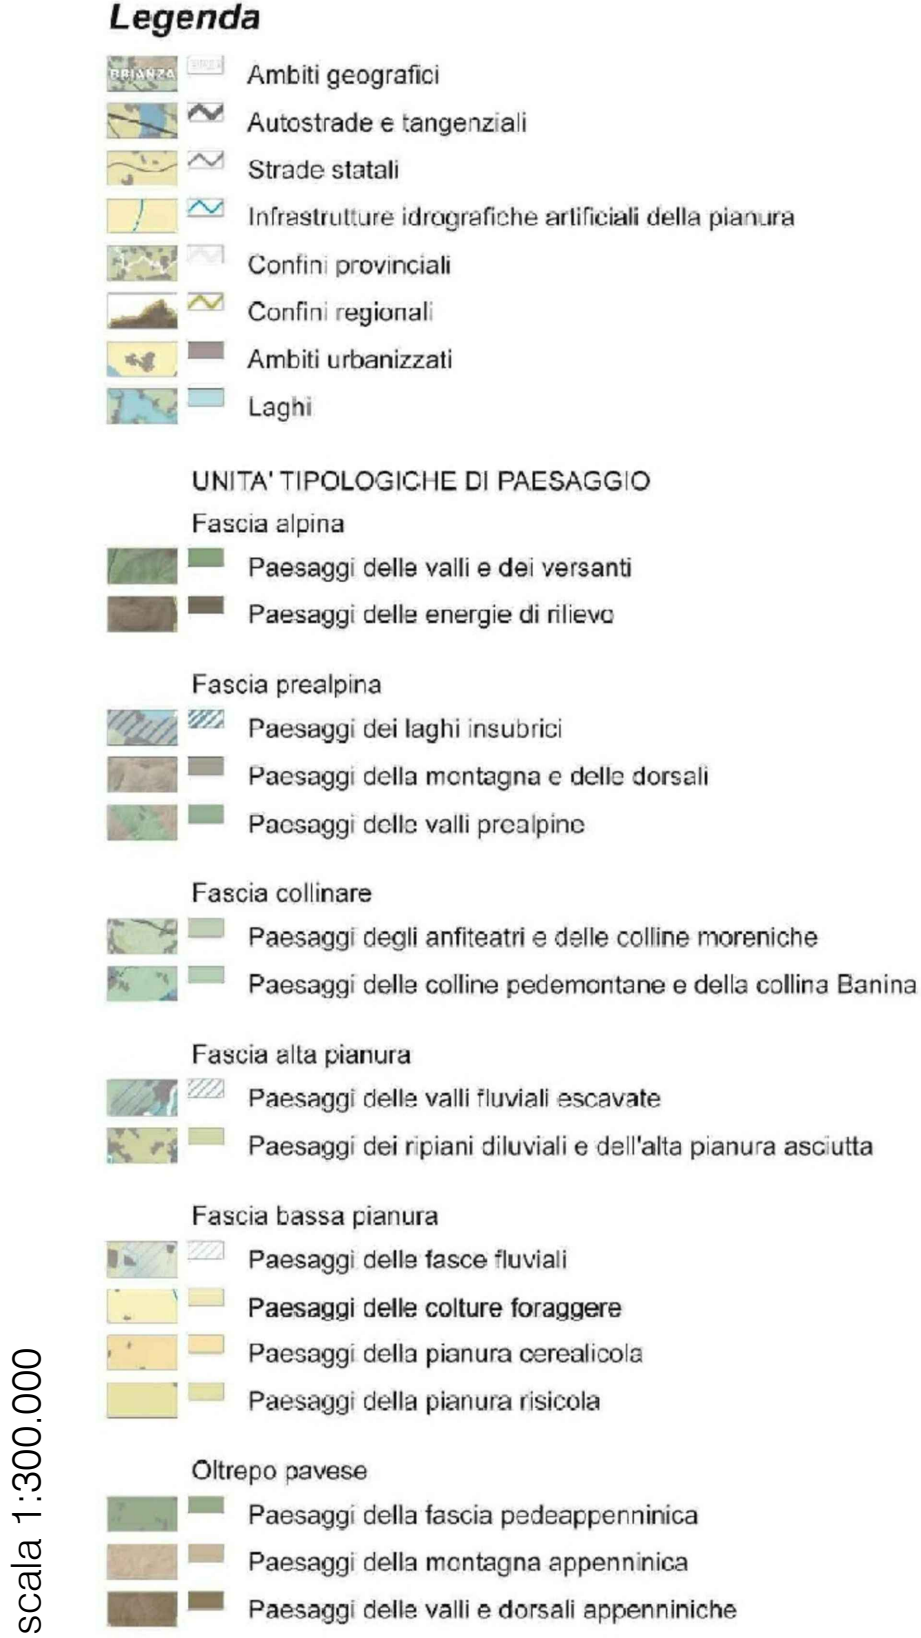 Legenda
BRIANZA
Ambiti geografici
Autostrade e tangenziali
Strade statali
Infrastrutture idrografiche artificiali della pianura
Confini provinciali
Confini regionali
Ambiti urbanizzati
Laghi
UNITA' TIPOLOGICHE DI PAESAGGIO
Fascia alpina
Paesaggi delle valli e dei versanti
Paesaggi delle energie di rilievo
Fascia prealpina
Paesaggi dei laghi insubrici
Paesaggi della montagna e delle dorsali
Paesaggi delle valli prealpine
Fascia collinare
Paesaggi degli anfiteatri e delle colline moreniche
Paesaggi delle colline pedemontane e della collina Banina
Fascia alta pianura
Paesaggi delle valli fluviali escavate
Paesaggi dei ripiani diluviali e dell'alta pianura asciutta
Fascia bassa pianura
Paesaggi delle fasce fluviali
Paesaggi delle colture foraggere
Paesaggi della pianura cerealicola
Paesaggi della pianura risicola
Oltrepo pavese
Paesaggi della fascia pedeappenninica
Paesaggi della montagna appenninica
Paesaggi delle valli e dorsali appenniniche
scala 1:300.000